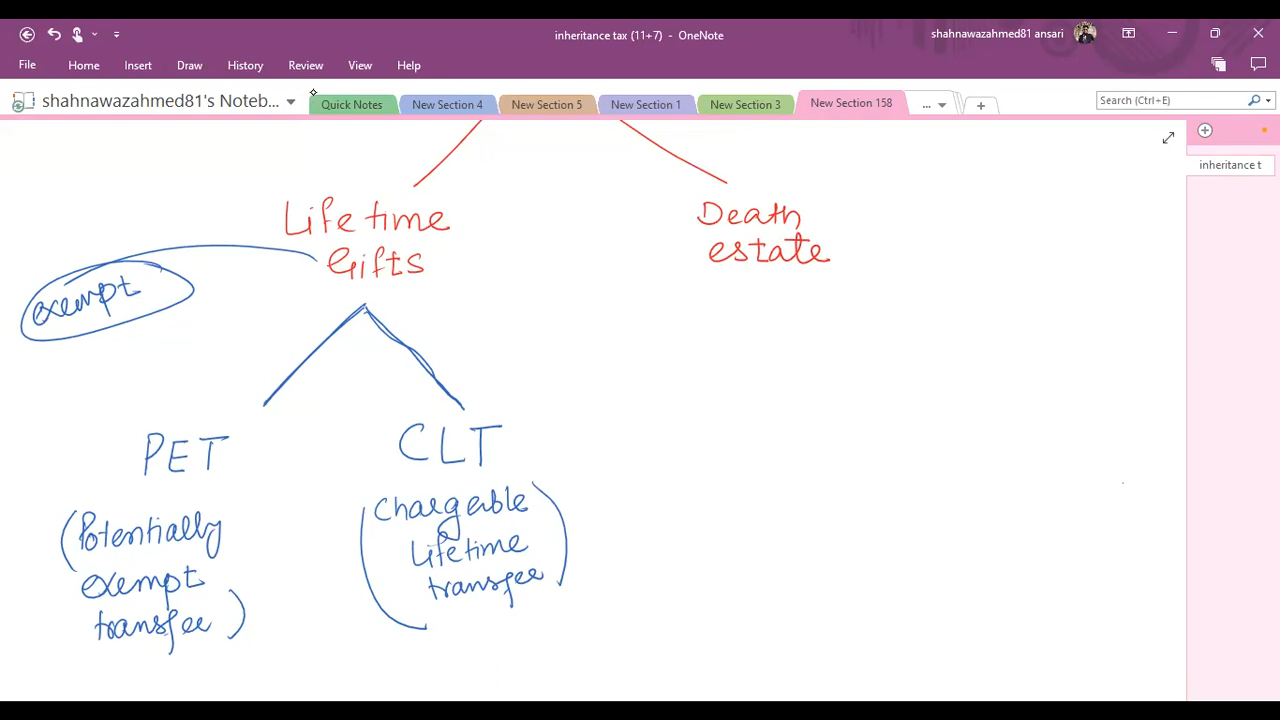 inheritance tax (11+7) - OneNote
shahnawazahmed81 ansari
File Home Insert Draw History Review View Help
shahnawazahmed81's Noteb...
Quick Notes New Section 4 New Section 5 New Section 1 New Section 3 New Section 158 ... +
Search (Ctrl+E)
inheritance t
Lifetime
Gifts
Death
estate
exempt
PET
(Potentially
exempt
transfer)
CLT
(Chargeable
Lifetime
transfer)